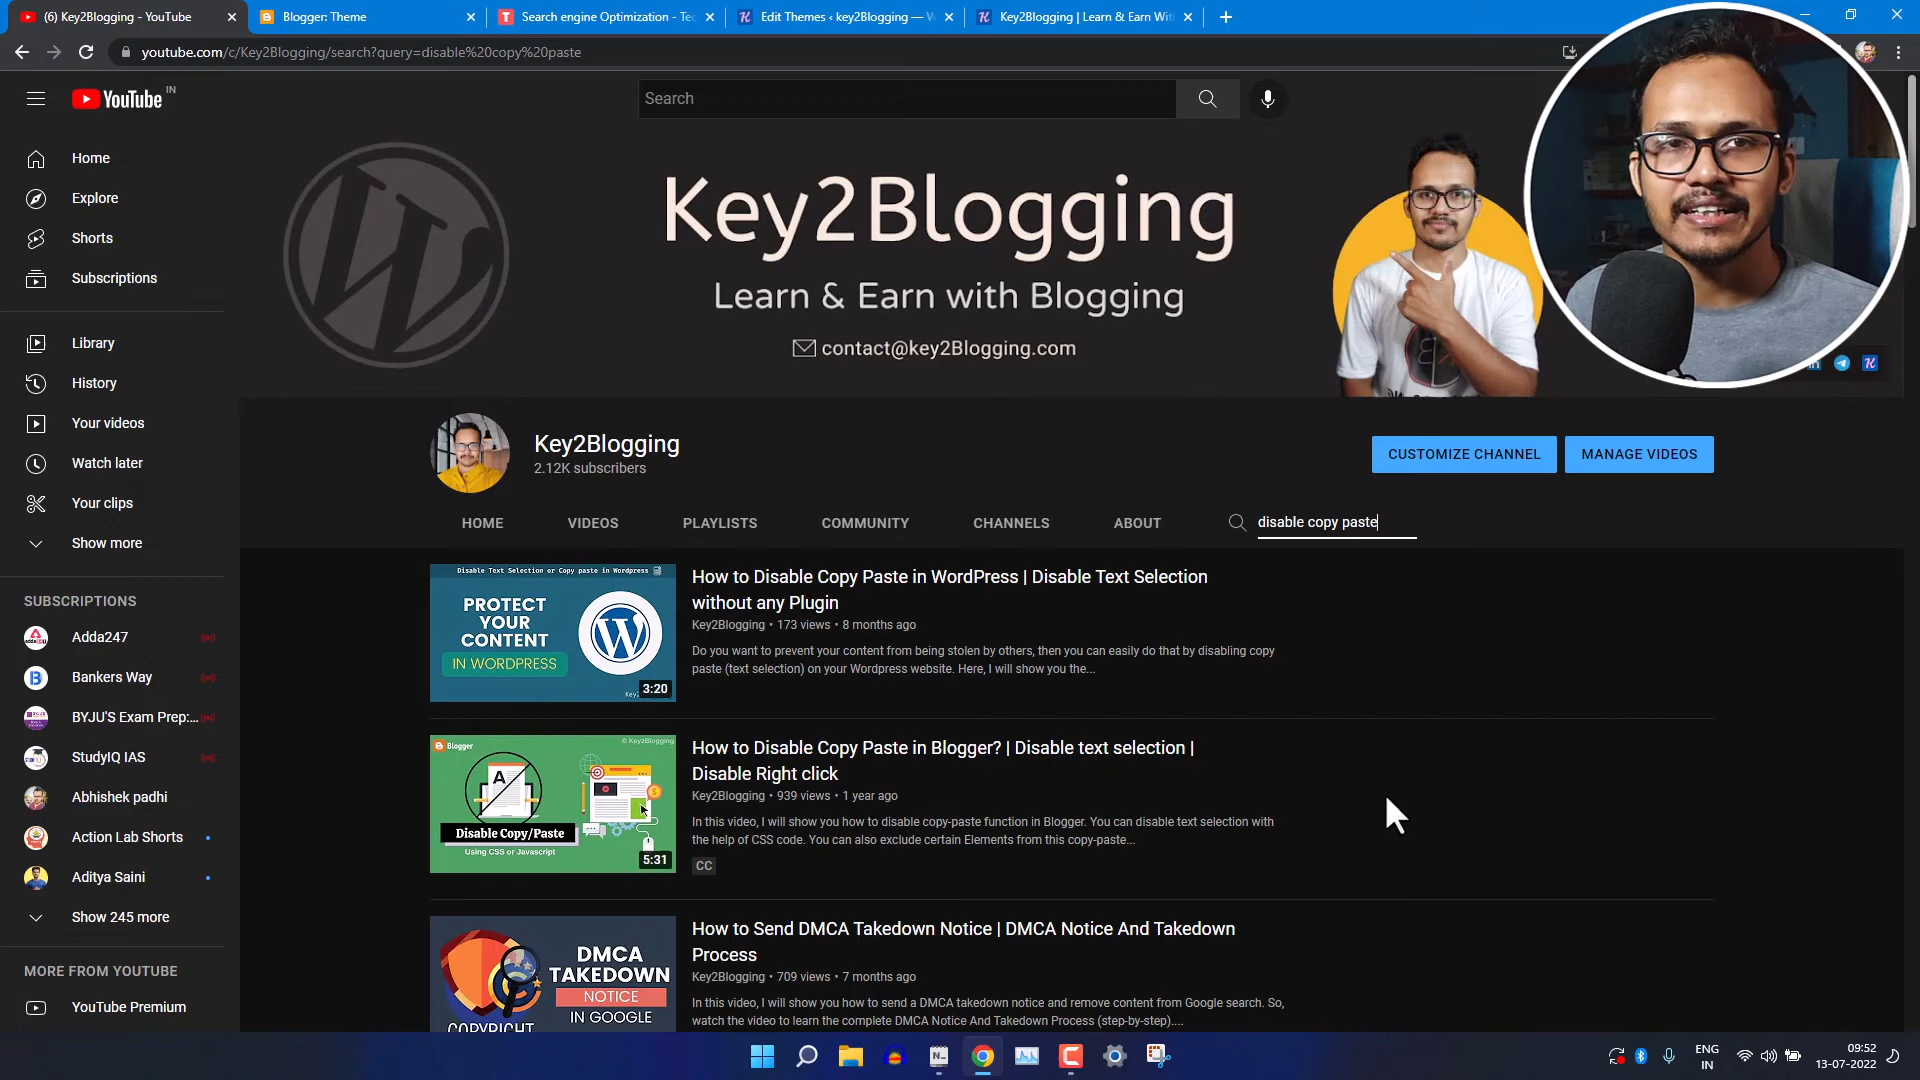 (6) Key2Blogging - YouTube
Blogger: Theme
Search engine Optimization - Tec
Edit Themes ‹ key2Blogging — W
Key2Blogging | Learn & Earn Wit
youtube.com/c/Key2Blogging/search?query=disable%20copy%20paste
YouTube
IN
Search
Home
Explore
Shorts
Subscriptions
Library
History
Your videos
Watch later
Your clips
Show more
SUBSCRIPTIONS
Adda247
Bankers Way
BYJU'S Exam Prep:...
StudyIQ IAS
Abhishek padhi
Action Lab Shorts
Aditya Saini
Show 245 more
MORE FROM YOUTUBE
YouTube Premium
Key2Blogging
Learn & Earn with Blogging
contact@key2Blogging.com
Key2Blogging
2.12K subscribers
CUSTOMIZE CHANNEL
MANAGE VIDEOS
HOME
VIDEOS
PLAYLISTS
COMMUNITY
CHANNELS
ABOUT
disable copy paste
Disable Text Selection or Copy paste in Wordpress
PROTECT
YOUR
CONTENT
IN WORDPRESS
3:20
How to Disable Copy Paste in WordPress | Disable Text Selection
without any Plugin
Key2Blogging • 173 views • 8 months ago
Do you want to prevent your content from being stolen by others, then you can easily do that by disabling copy
paste (text selection) on your Wordpress website. Here, I will show you the...
Blogger
© Key2Blogging
A
Disable Copy/Paste
Using CSS or Javascript
5:31
How to Disable Copy Paste in Blogger? | Disable text selection |
Disable Right click
Key2Blogging • 939 views • 1 year ago
In this video, I will show you how to disable copy-paste function in Blogger. You can disable text selection with
the help of CSS code. You can also exclude certain Elements from this copy-paste...
CC
DMCA
TAKEDOWN
NOTICE
IN GOOGLE
COPYRIGHT
How to Send DMCA Takedown Notice | DMCA Notice And Takedown
Process
Key2Blogging • 709 views • 7 months ago
In this video, I will show you how to send a DMCA takedown notice and remove content from Google search. So,
watch the video to learn the complete DMCA Notice And Takedown Process (step-by-step)....
ENG
IN
09:52
13-07-2022